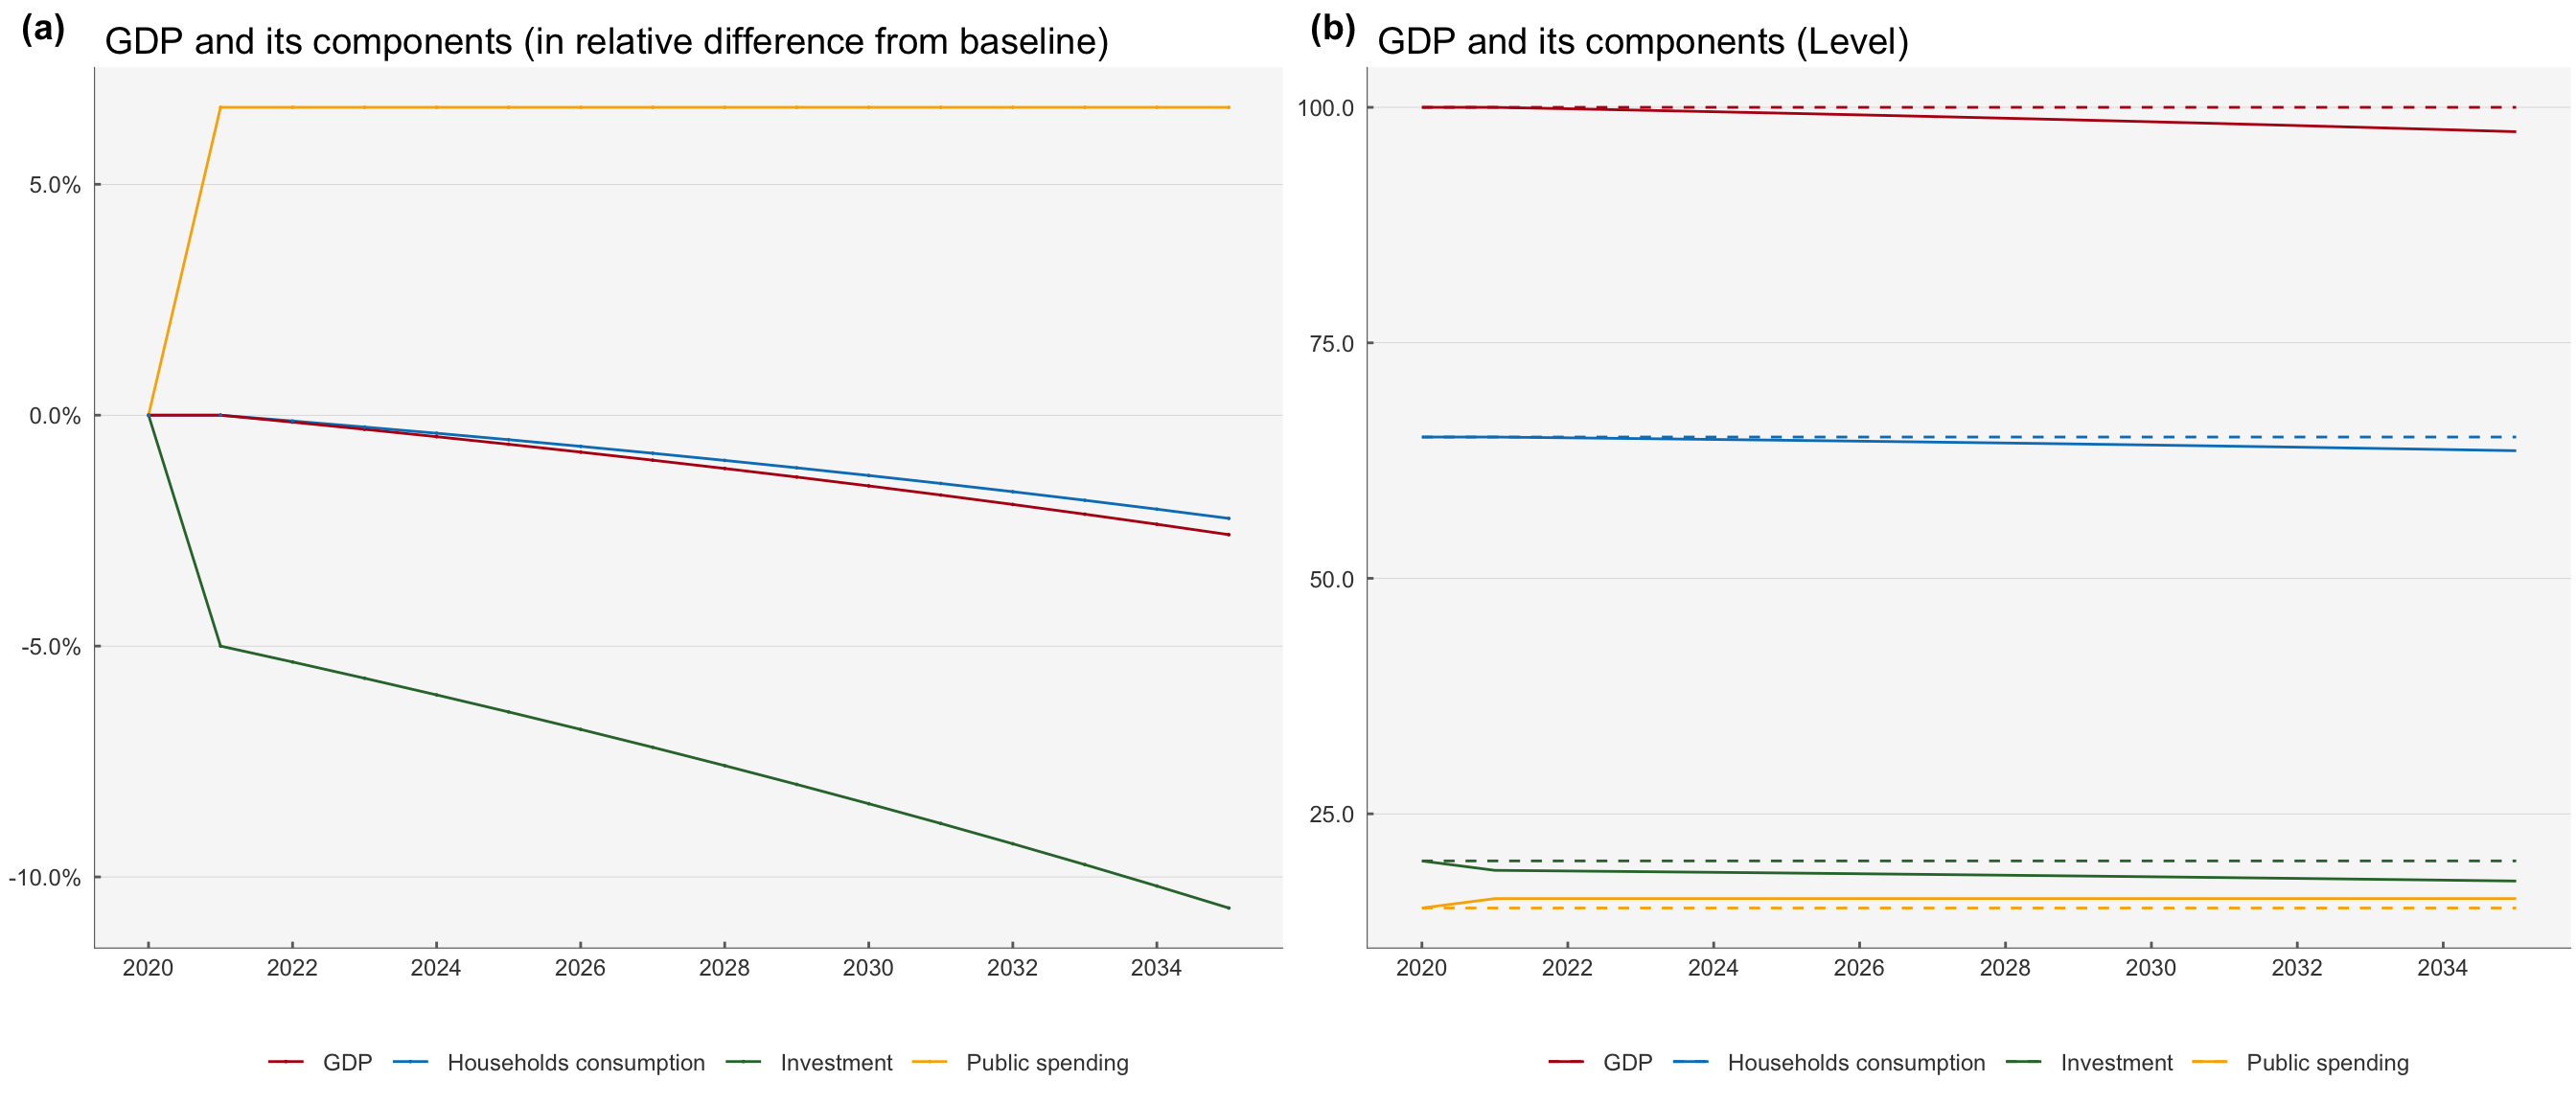 (a) GDP and its components (in relative difference from baseline)
5.0%
0.0%
-5.0%
-10.0%
2020 2022 2024 2026 2028 2030 2032 2034
GDP Households consumption Investment Public spending
(b) GDP and its components (Level)
100.0
75.0
50.0
25.0
2020 2022 2024 2026 2028 2030 2032 2034
GDP Households consumption Investment Public spending